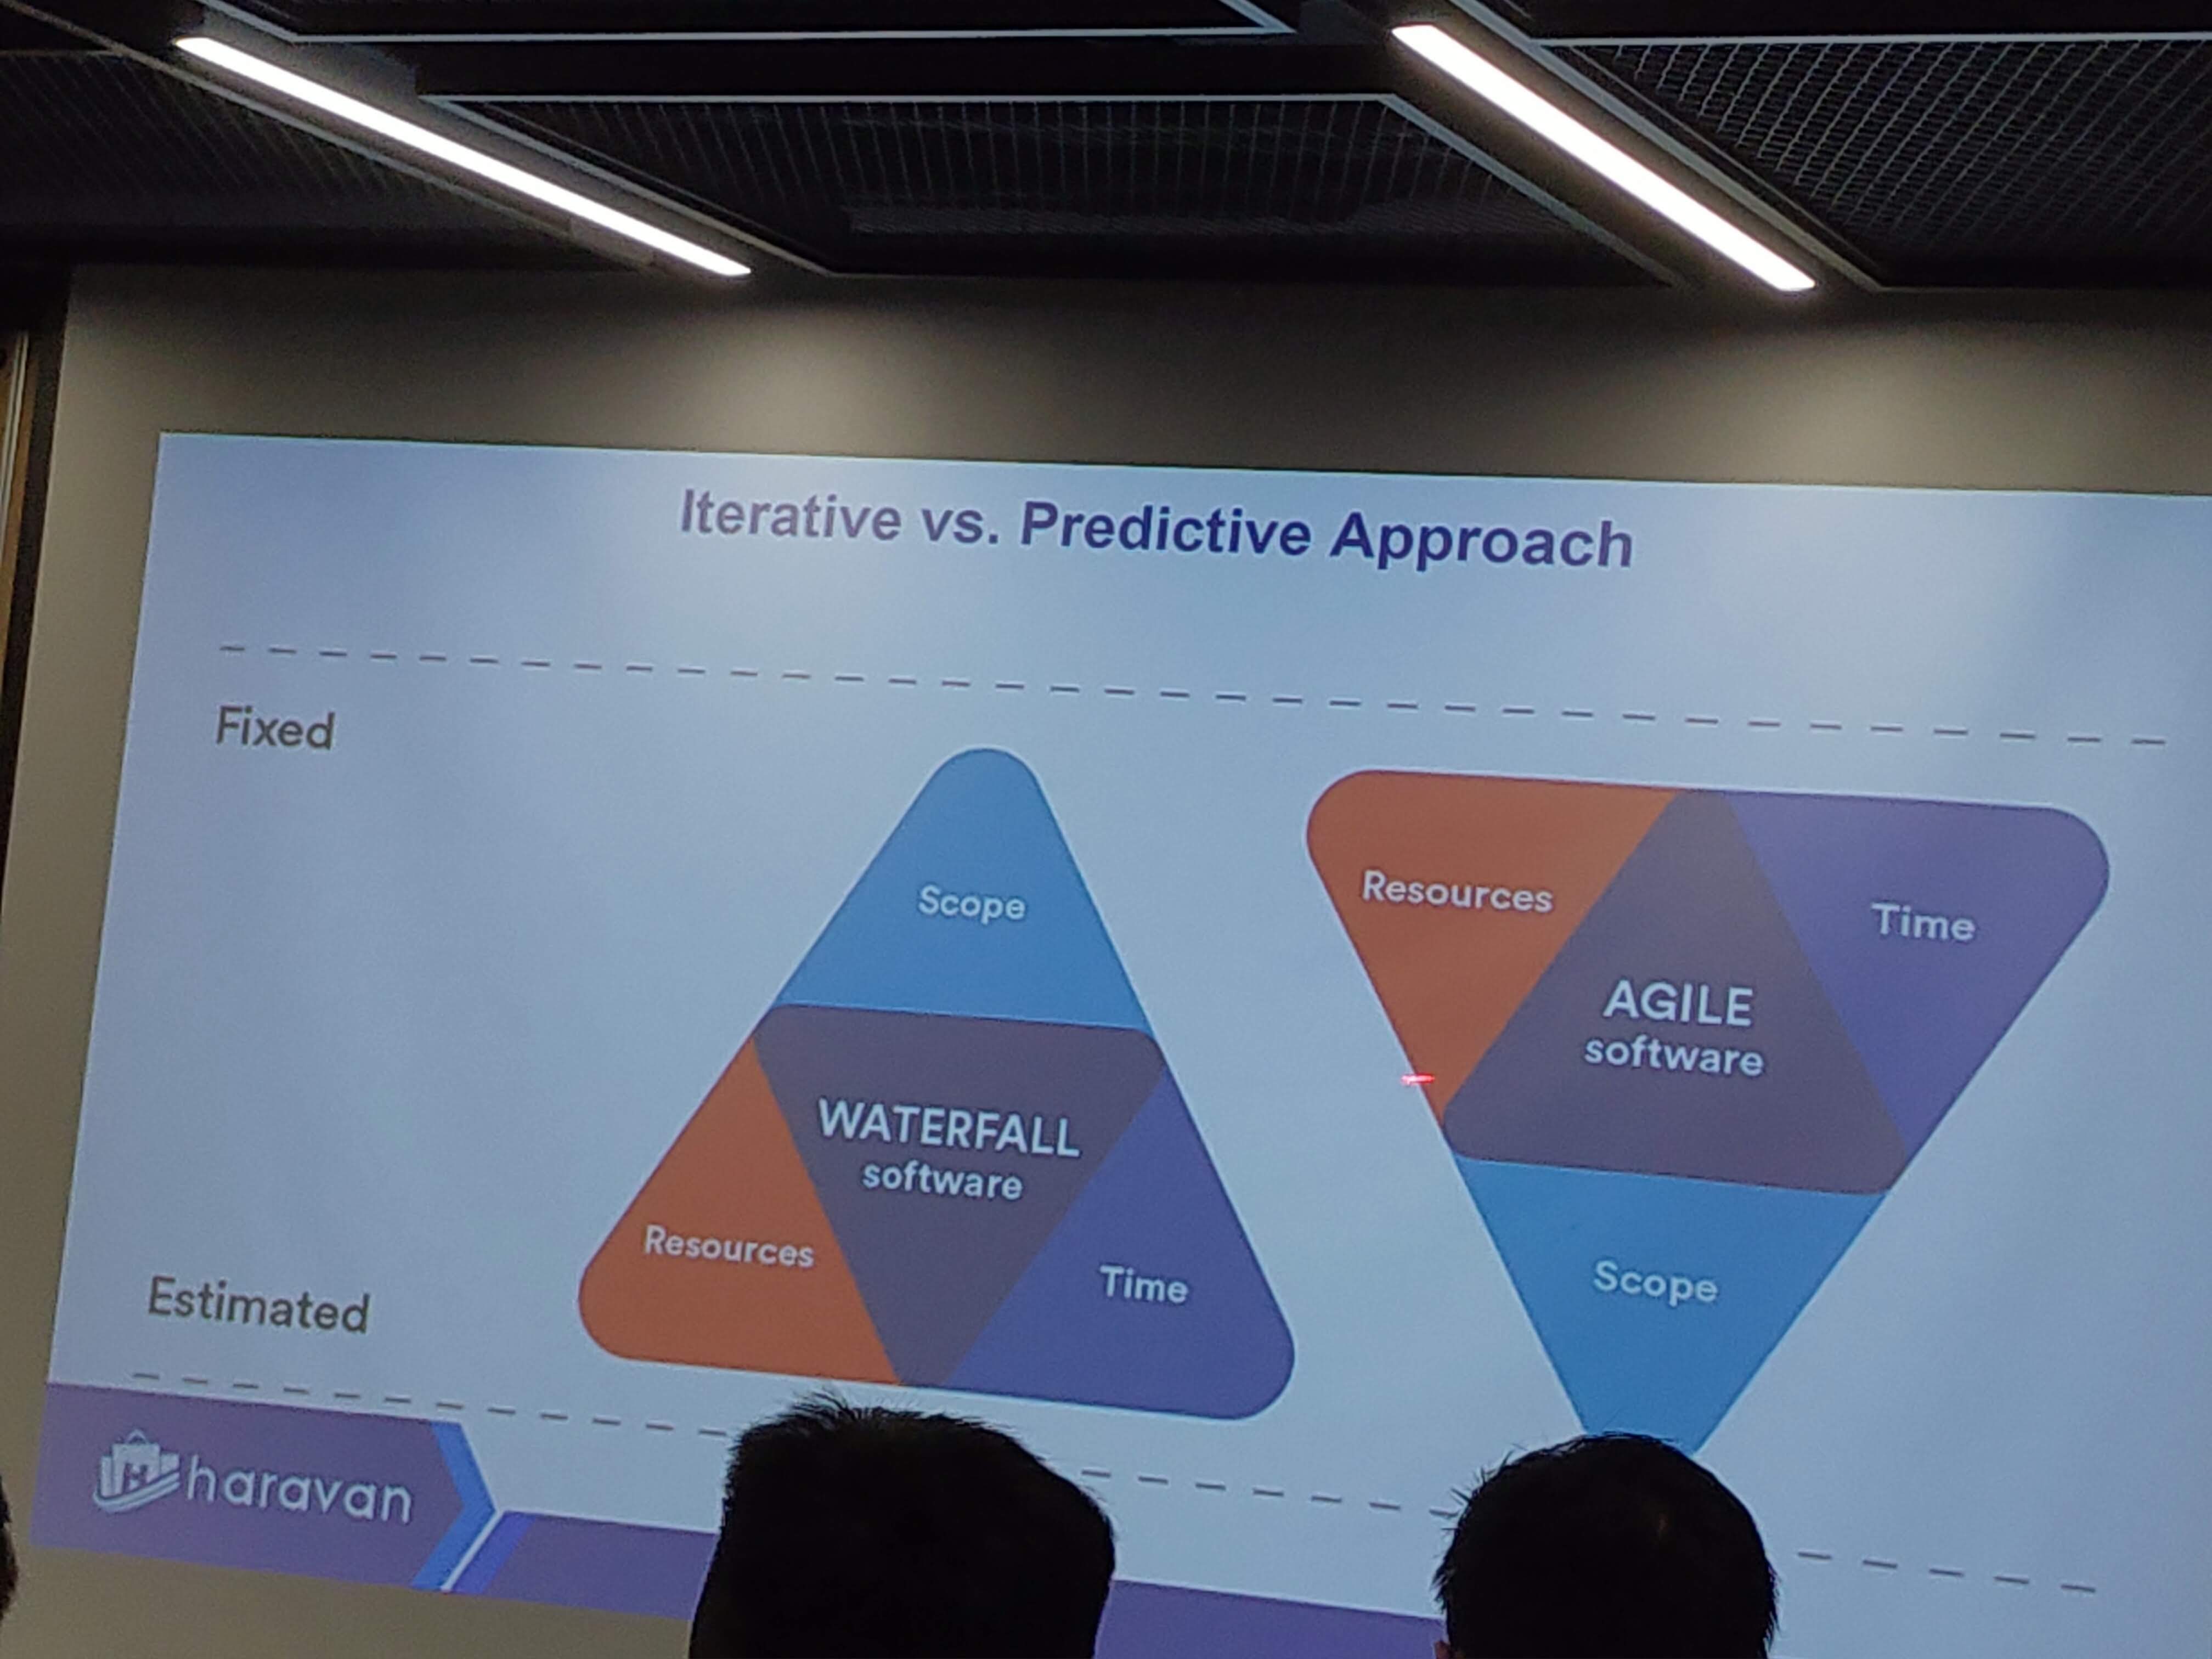 Iterative vs. Predictive Approach
Fixed
Scope
WATERFALL
software
Resources
Time
Resources
Time
AGILE
software
Scope
Estimated
haravan